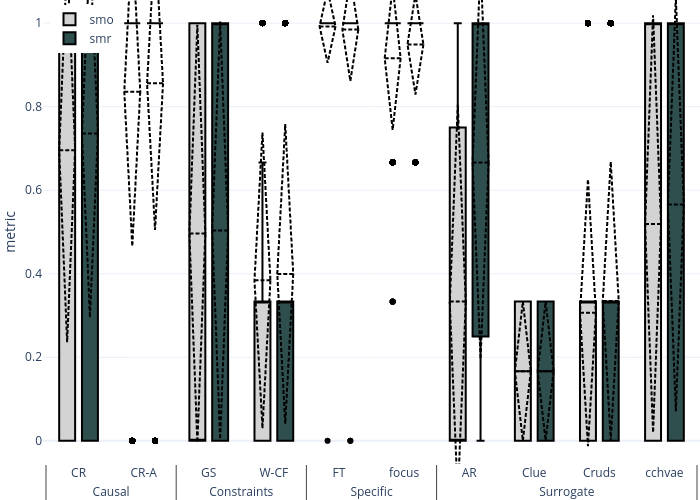 smo
smr
1
0.8
0.6
0.4
0.2
0
metric
CR CR-A GS W-CF FT focus AR Clue Cruds cchvae
Causal Constraints Specific Surrogate